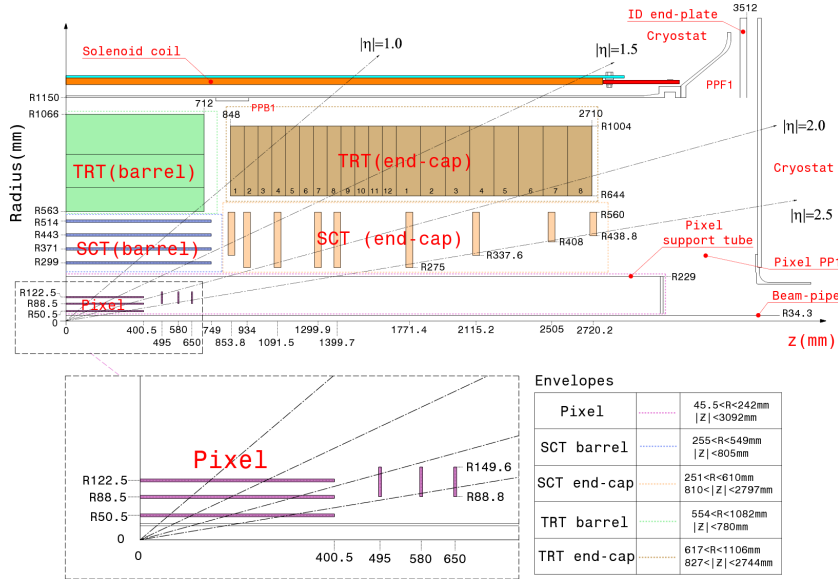 3512
ID end-plate
Cryostat
|η|=1.0
|η|=1.5
Solenoid coil
PPF1
R1150
712
PPB1
R1066
848
2710
R1004
|η|=2.0
Radius(mm)
TRT(barrel)
TRT(end-cap)
Cryostat
1 2 3 4 5 6 7 8 9 10 11 12 1 2 3 4 5 6 7 8
R644
R563
R514
R560
|η|=2.5
R443
SCT(barrel)
SCT (end-cap)
R438.8
R408
Pixel
support tube
R371
R337.6
R299
R275
Pixel PP1
R229
R122.5
R88.5
Pixel
Beam-pipe
R50.5
R34.3
0
0 400.5 580 749 934 1299.9 1771.4 2115.2 2505 2720.2
495 650 853.8 1091.5 1399.7
z(mm)
Envelopes
Pixel
45.5<R<242mm
|Z|<3092mm
SCT barrel
255<R<549mm
|Z|<805mm
SCT end-cap
251<R<610mm
810<|Z|<2797mm
TRT barrel
554<R<1082mm
|Z|<780mm
TRT end-cap
617<R<1106mm
827<|Z|<2744mm
Pixel
R122.5
R149.6
R88.5
R88.8
R50.5
0
0 400.5 495 580 650